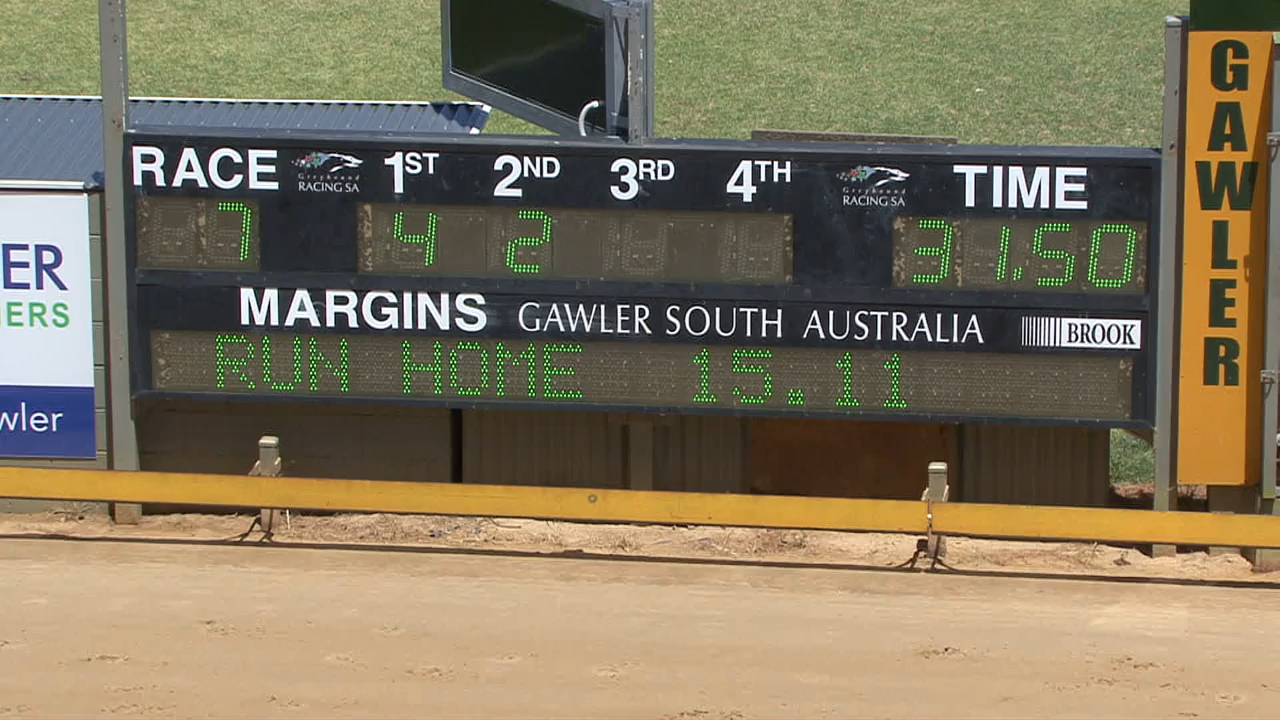 RACE Greyhound RACING SA 1ST 2ND 3RD 4TH Greyhound RACING SA TIME
7 4 2 31.50
MARGINS GAWLER SOUTH AUSTRALIA BROOK
RUN HOME 15.11
GAWLER
ER
NERS
wler